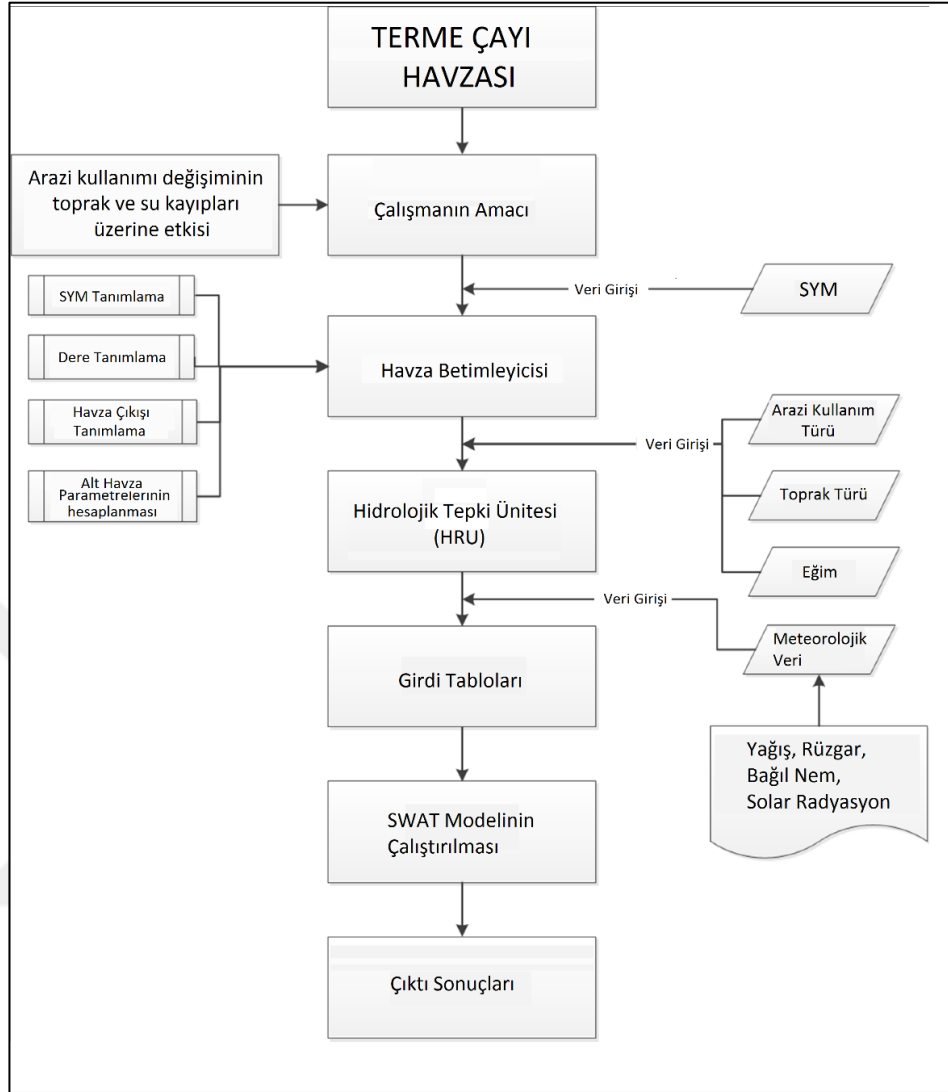 TERME ÇAYI
HAVZASI
Arazi kullanımı değişiminin
toprak ve su kayıpları
üzerine etkisi
Çalışmanın Amacı
Veri Girişi
SYM
SYM Tanımlama
Dere Tanımlama
Havza Çıkışı
Tanımlama
Alt Havza
Parametrelerinin
hesaplanması
Havza Betimleyicisi
Veri Girişi
Arazi Kullanım
Türü
Toprak Türü
Eğim
Hidrolojik Tepki Ünitesi
(HRU)
Veri Girişi
Meteorolojik
Veri
Yağış, Rüzgar,
Bağıl Nem,
Solar Radyasyon
Girdi Tabloları
SWAT Modelinin
Çalıştırılması
Çıktı Sonuçları